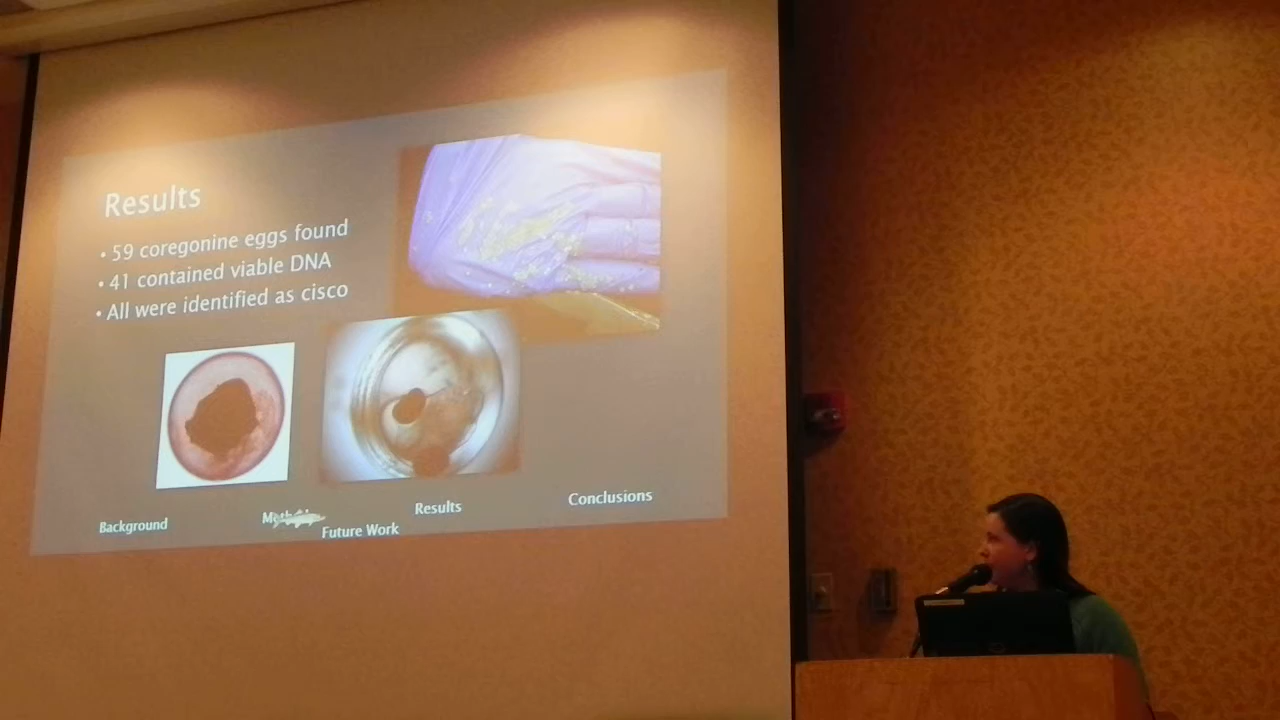 Results
• 59 coregonine eggs found
• 41 contained viable DNA
• All were identified as cisco
Background
Results
Conclusions
Future Work